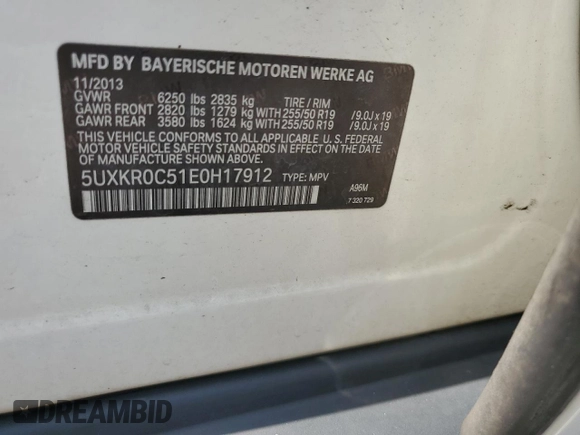 MFD BY BAYERISCHE MOTOREN WERKE AG
11/2013
GVWR 6250 lbs 2835 kg TIRE / RIM
GAWR FRONT 2820 lbs 1279 kg WITH 255/50 R19 /9.0J x 19
GAWR REAR 3580 lbs 1624 kg WITH 255/50 R19 /9.0J x 19
THIS VEHICLE CONFORMS TO ALL APPLICABLE U. S. FEDERAL
MOTOR VEHICLE SAFETY STANDARDS IN EFFECT ON THE DATE OF
MANUFACTURE SHOWN ABOVE.
5UXKR0C51E0H17912 TYPE: MPV
A96M
7 320 729
DREAMBID